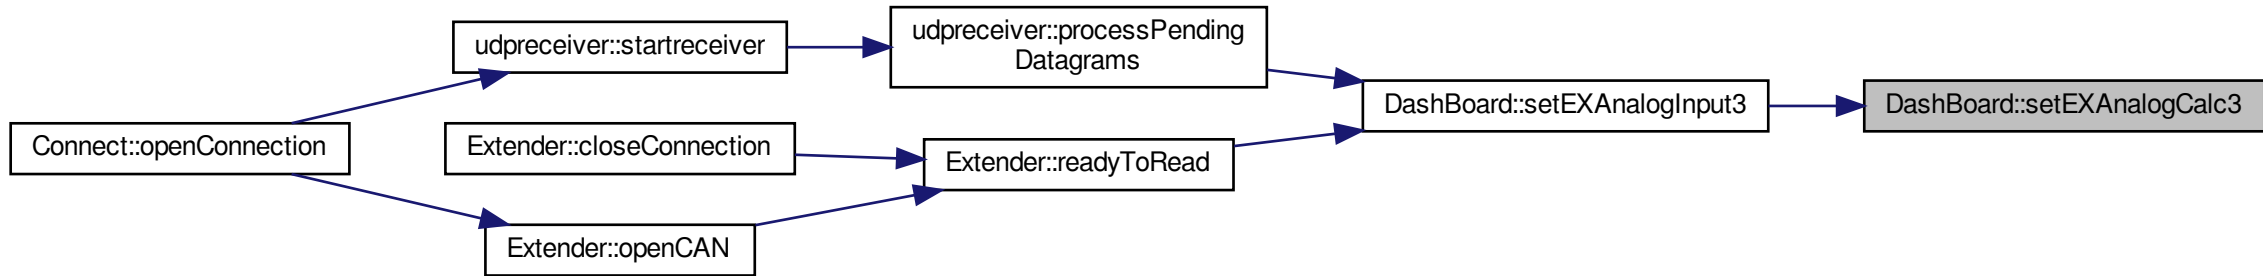 udpreceiver::processPending
Datagrams
udpreceiver::startreceiver
DashBoard::setEXAnalogInput3
DashBoard::setEXAnalogCalc3
Connect::openConnection
Extender::closeConnection
Extender::readyToRead
Extender::openCAN